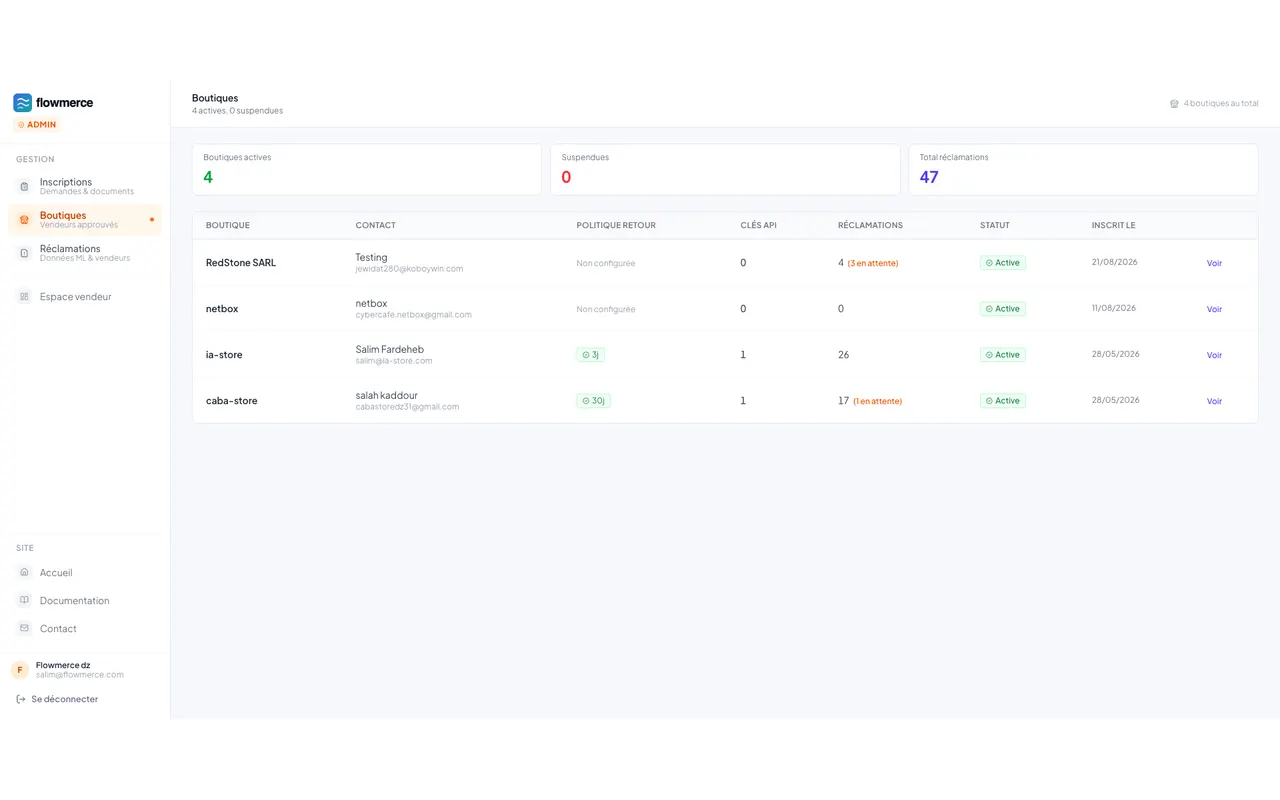 flowmerce
ADMIN
GESTION
Inscriptions
Demandes & documents
Boutiques
Vendeurs approuvés
Réclamations
Données ML & vendeurs
Espace vendeur
SITE
Accueil
Documentation
Contact
F
Flowmerce dz
salim@flowmerce.com
Se déconnecter
Boutiques
4 actives, 0 suspendues
4 boutiques au total
Boutiques actives
4
Suspendues
0
Total réclamations
47
BOUTIQUE CONTACT POLITIQUE RETOUR CLÉS API RÉCLAMATIONS STATUT INSCRIT LE
RedStone SARL Testing Non configurée 0 4 (3 en attente) Active 21/08/2026 Voir
jewidat280@koboywin.com
netbox netbox Non configurée 0 0 Active 11/08/2026 Voir
cybercafe.netbox@gmail.com
ia-store Salim Fardeheb 3j 1 26 Active 28/05/2026 Voir
salim@ia-store.com
caba-store salah kaddour 30j 1 17 (1 en attente) Active 28/05/2026 Voir
cabastoredz31@gmail.com